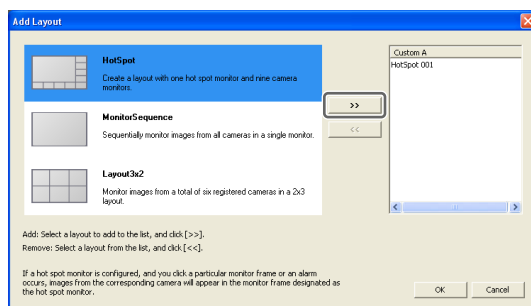 Add Layout
HotSpot
Create a layout with one hot spot monitor and nine camera
monitors.
MonitorSequence
Sequentially monitor images from all cameras in a single monitor.
Layout3x2
Monitor images from a total of six registered cameras in a 2x3
layout.
>>
<<
Custom A
HotSpot 001
Add: Select a layout to add to the list, and click [>>].
Remove: Select a layout from the list, and click [<<].
If a hot spot monitor is configured, and you click a particular monitor frame or an alarm
occurs, images from the corresponding camera will appear in the monitor frame designated as
the hot spot monitor.
OK
Cancel